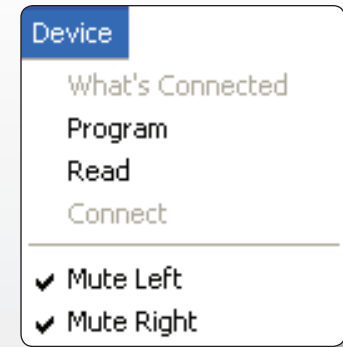 Device
What's Connected
Program
Read
Connect
Mute Left
Mute Right